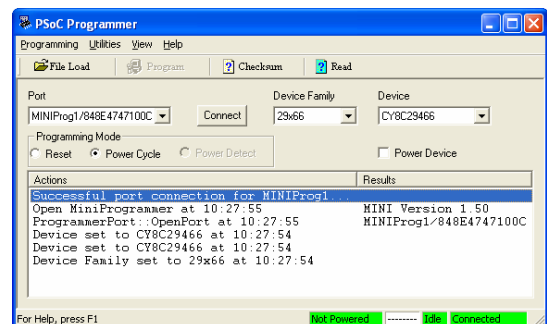 PSoC Programmer
Programming Utilities View Help
File Load Program Checksum Read
Port Device Family Device
MINIProg1/848E4747100C Connect 29x66 CY8C29466
Programming Mode
Reset Power Cycle Power Detect Power Device
Actions Results
Successful port connection for MINIProg1...
Open MiniProgrammer at 10:27:55 MINI Version 1.50
ProgrammerPort::OpenPort at 10:27:55 MINIProg1/848E4747100C
Device set to CY8C29466 at 10:27:54
Device set to CY8C29466 at 10:27:54
Device Family set to 29x66 at 10:27:54
For Help, press F1 Not Powered -------- Idle Connected